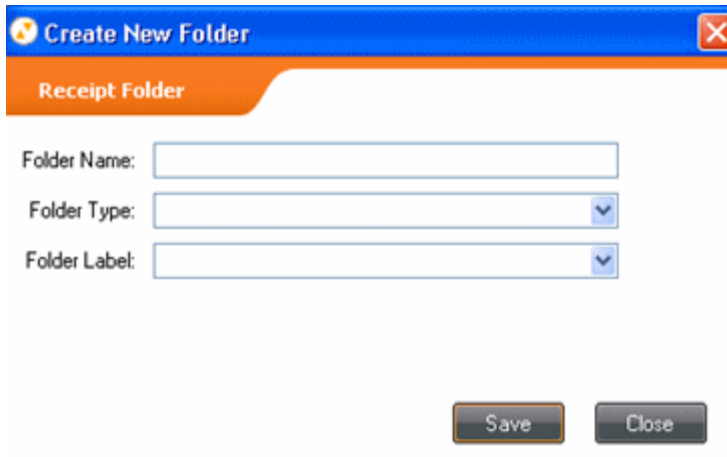 Create New Folder
Receipt Folder
Folder Name:
Folder Type:
Folder Label:
Save Close